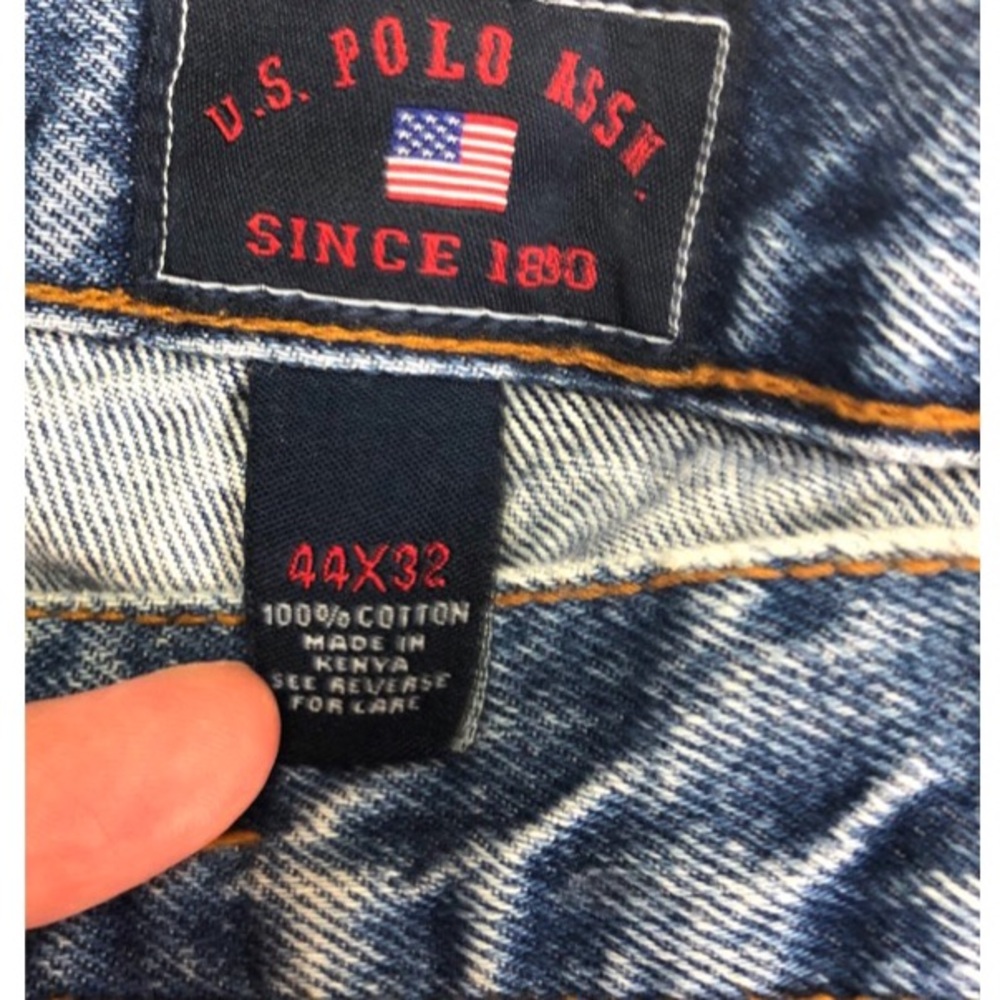 U.S. POLO ASSN.
SINCE 1890
44X32
100% COTTON
MADE IN
KENYA
SEE REVERSE
FOR CARE